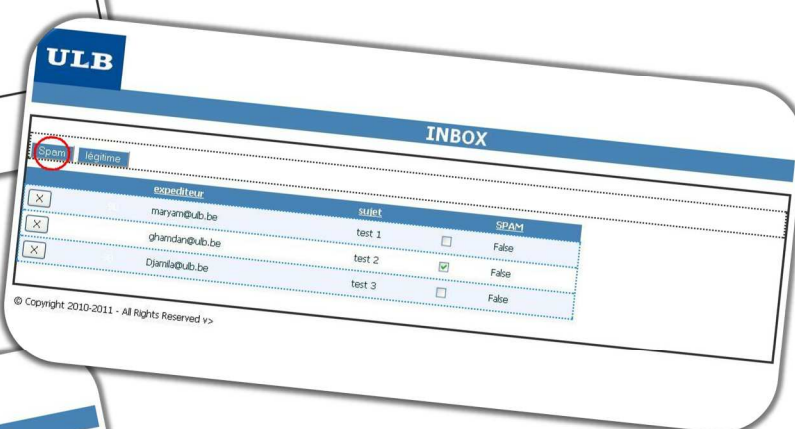 ULB
INBOX
Spam légitime
expediteur sujet SPAM
X maryam@ulb.be test 1 False
X ghamdan@ulb.be test 2 False
X Djamila@ulb.be test 3 False
© Copyright 2010-2011 - All Rights Reserved v>